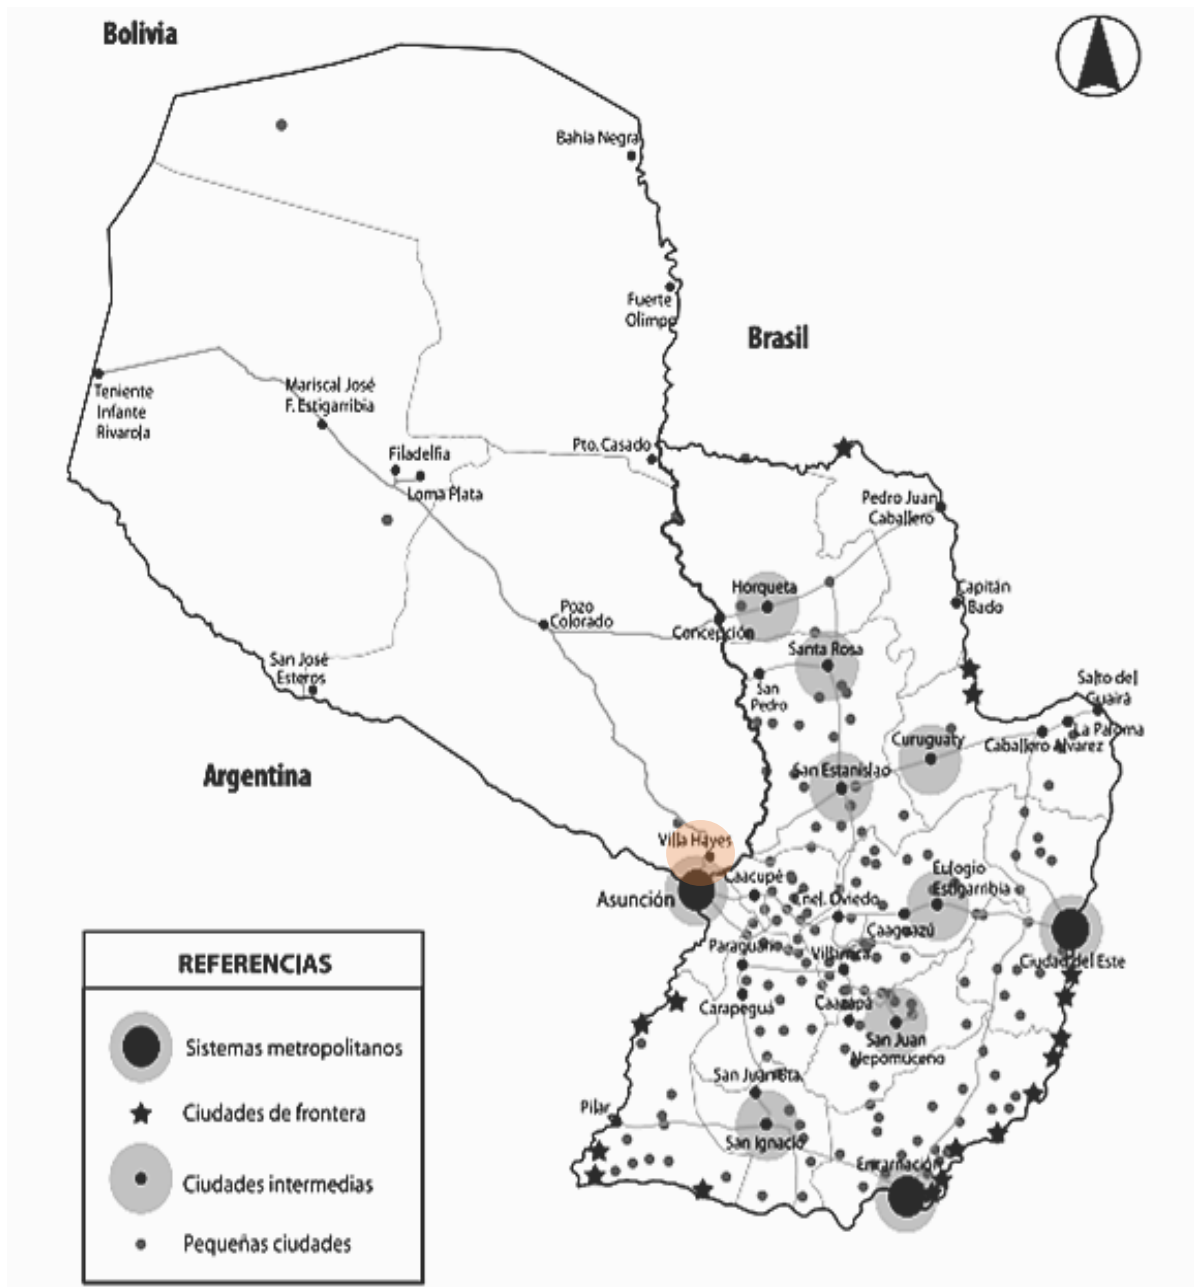 Bolivia
Bahía Negra
Fuerte
Olimpo
Brasil
Teniente
Infante
Rivarola
Mariscal José
F. Estigarribia
Filadelfia
Loma Plata
Pto. Casado
Pedro Juan
Caballero
Horqueta
Capitán
Bado
Pozo
Colorado
Concepción
Santa Rosa
San José
Esteros
San
Pedro
Salto del
Guairá
La Paloma
Curuguaty
Caballero Alvarez
Argentina
San Estanislao
Villa Hayes
Caacupé
Eulogio
Estigarribia
Asunción
Cnel. Oviedo
Caaguazú
Paraguarí
Villarrica
Ciudad del Este
Carapeguá
Caazapá
San Juan
Nepomuceno
San Juan Bta.
Pilar
San Ignacio
Encarnación
REFERENCIAS
Sistemas metropolitanos
Ciudades de frontera
Ciudades intermedias
Pequeñas ciudades